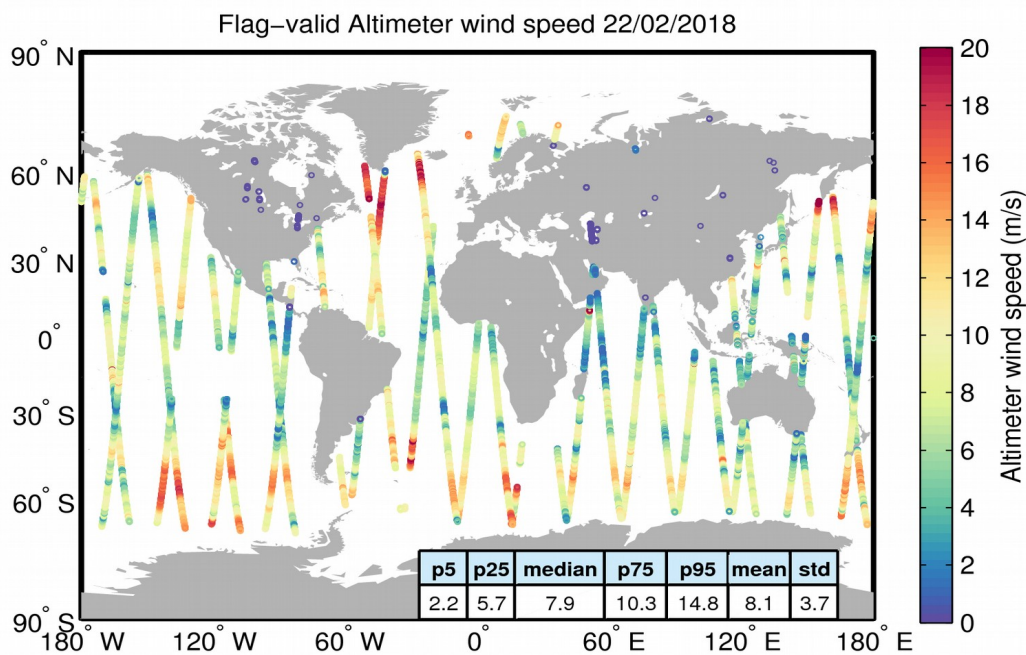 Flag−valid Altimeter wind speed 22/02/2018
90° N
60° N
30° N
0°
30° S
60° S
90° S
180° W
120° W
60° W
0°
60° E
120° E
180° E
p5 p25 median p75 p95 mean std
2.2 5.7 7.9 10.3 14.8 8.1 3.7
20
18
16
14
12
10
8
6
4
2
0
Altimeter wind speed (m/s)